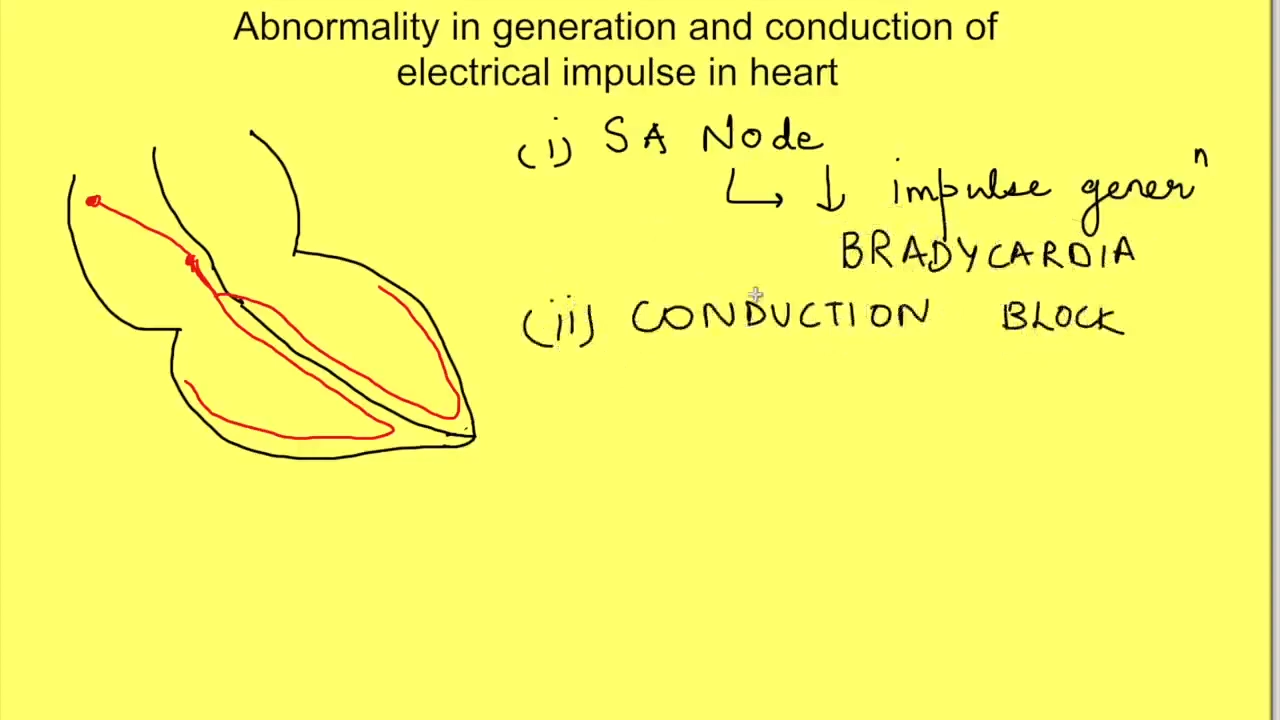 Abnormality in generation and conduction of
electrical impulse in heart
(i) SA Node
↳ ↓ impulse generⁿ
BRADYCARDIA
(ii) CONDUCTION BLOCK